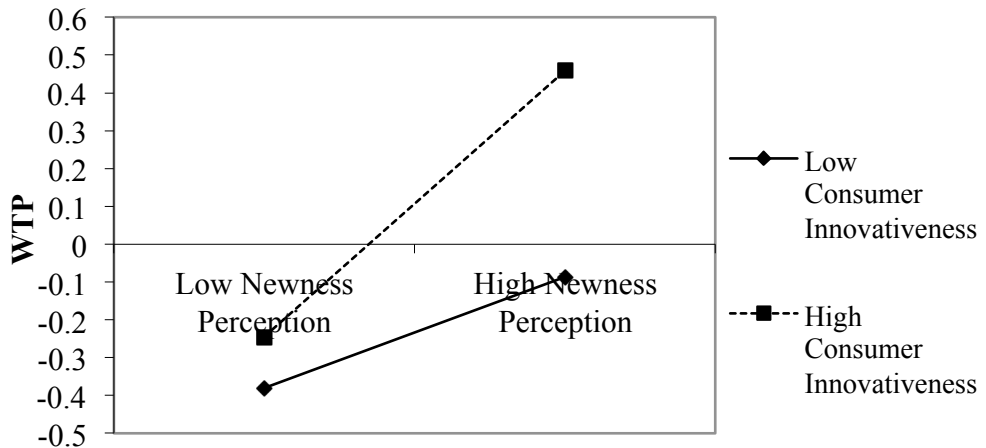 0.6
0.5
0.4
0.3
0.2
0.1
0
-0.1
-0.2
-0.3
-0.4
-0.5
WTP
Low Newness
Perception
High Newness
Perception
Low
Consumer
Innovativeness
High
Consumer
Innovativeness